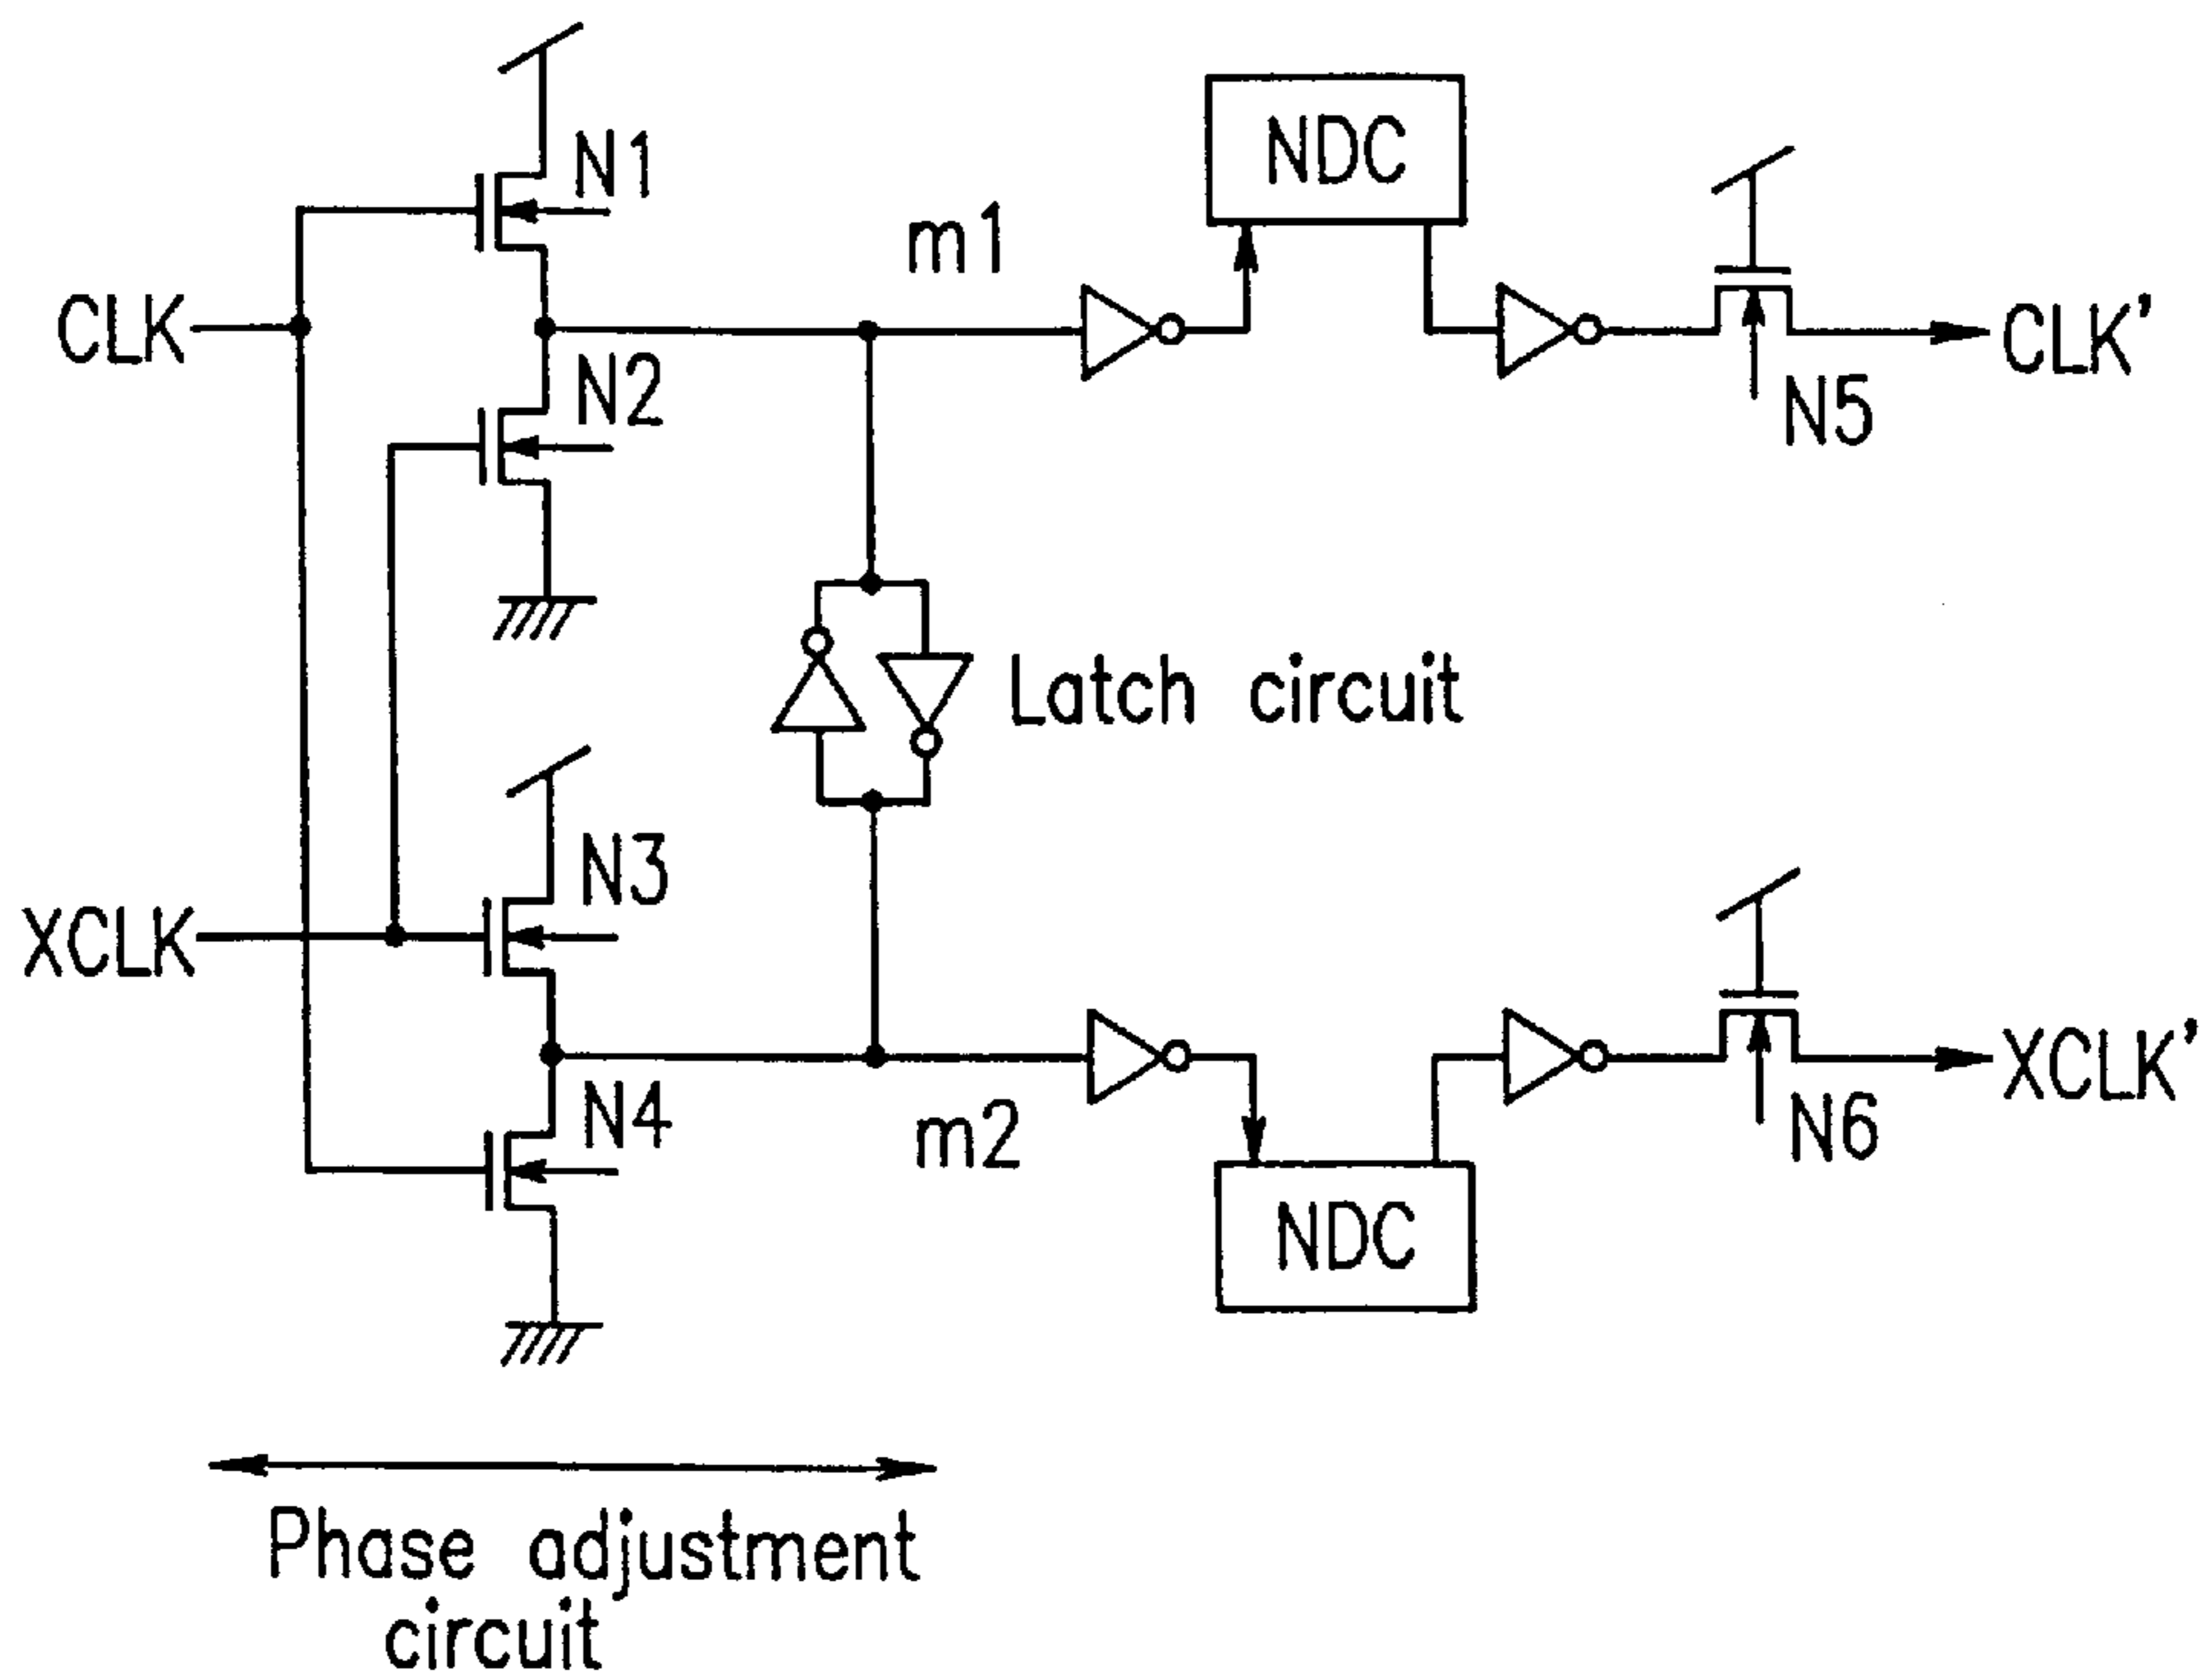 NDC
N1
m1
CLK
CLK'
N2
N5
Latch circuit
N3
XCLK
XCLK'
N4
m2
N6
NDC
Phase adjustment
circuit